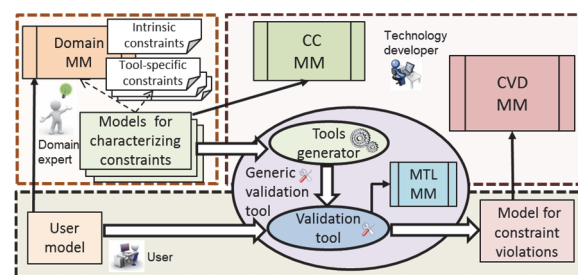 Domain
MM
Intrinsic
constraints
Tool-specific
constraints
CC
MM
Technology
developer
CVD
MM
Domain
expert
Models for
characterizing
constraints
Tools
generator
Generic
validation
tool
MTL
MM
User
model
Validation
tool
Model for
constraint
violations
User